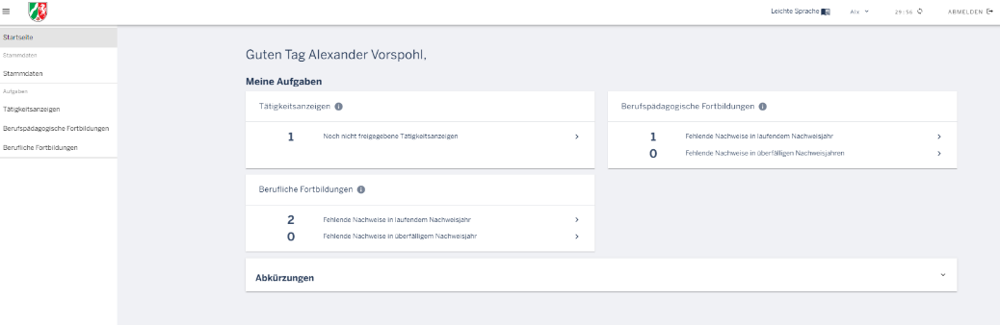 Leichte Sprache
A/x
29:56
ABMELDEN
Startseite
Stammdaten
Stammdaten
Aufgaben
Tätigkeitsanzeigen
Berufspädagogische Fortbildungen
Berufliche Fortbildungen
Guten Tag Alexander Vorspohl,
Meine Aufgaben
Tätigkeitsanzeigen
1 Noch nicht freigegebene Tätigkeitsanzeigen
Berufspädagogische Fortbildungen
1 Fehlende Nachweise in laufendem Nachweisjahr
0 Fehlende Nachweise in überfälligen Nachweisjahren
Berufliche Fortbildungen
2 Fehlende Nachweise in laufendem Nachweisjahr
0 Fehlende Nachweise in überfälligem Nachweisjahr
Abkürzungen